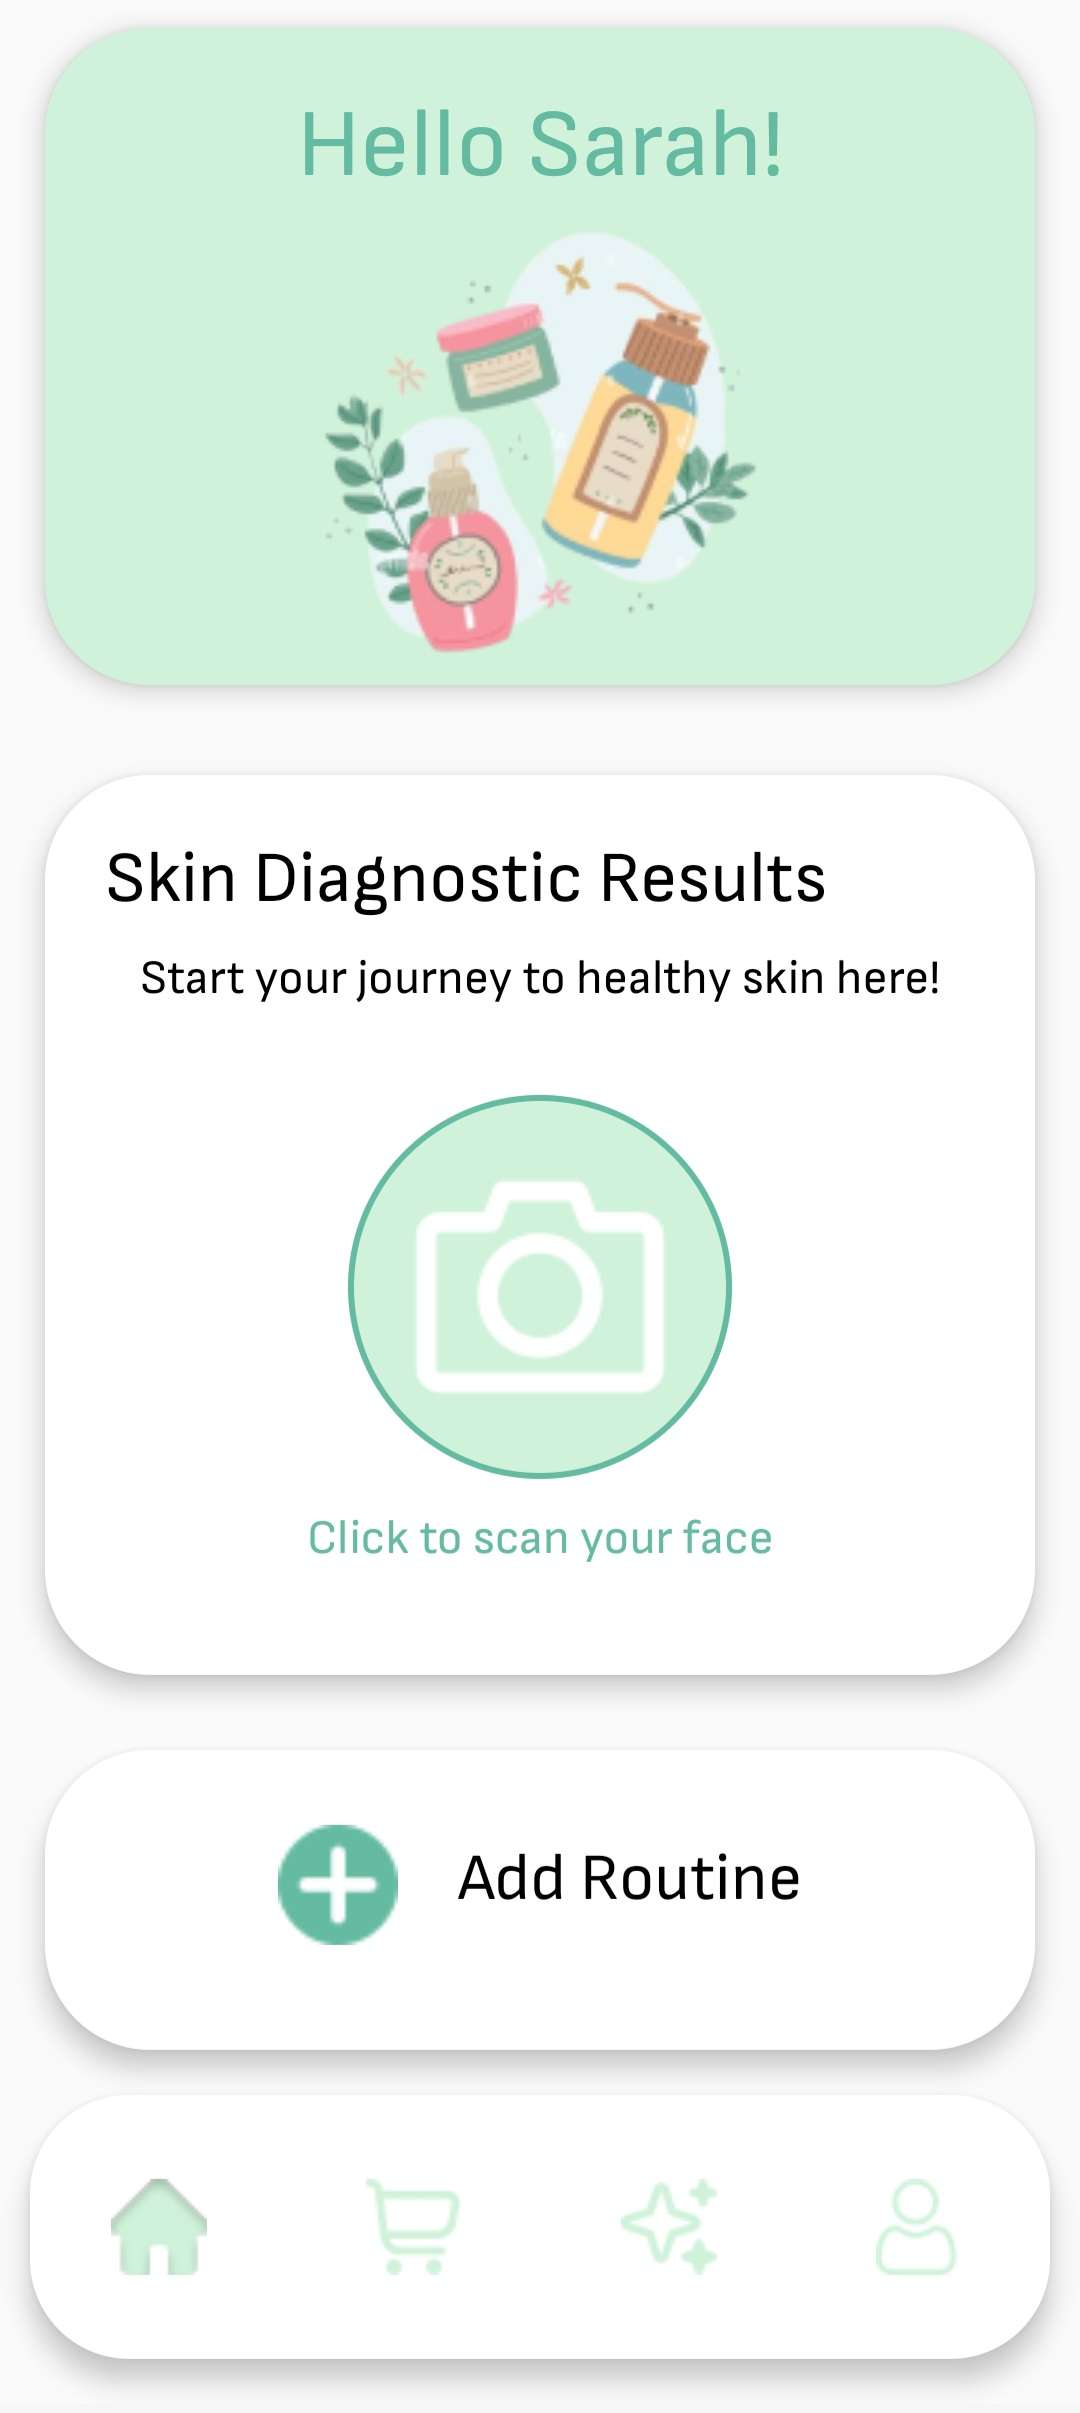 Hello Sarah!
Skin Diagnostic Results
Start your journey to healthy skin here!
Click to scan your face
Add Routine